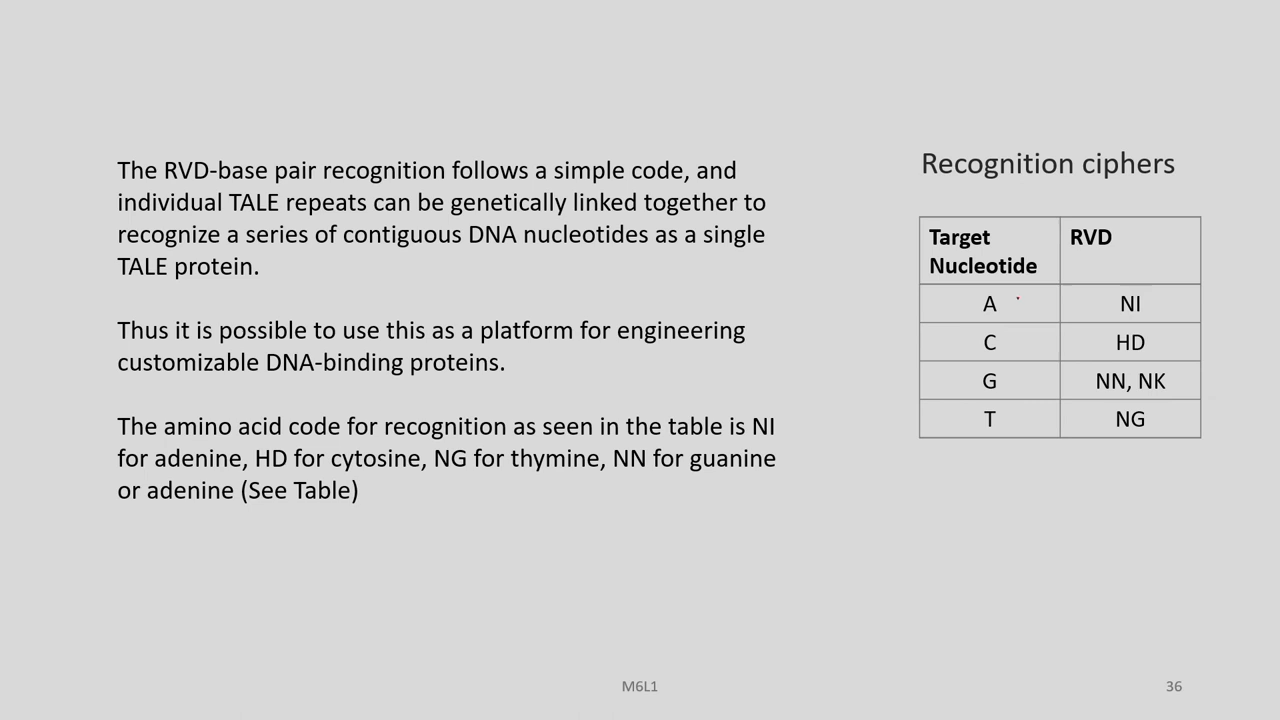 The RVD-base pair recognition follows a simple code, and
individual TALE repeats can be genetically linked together to
recognize a series of contiguous DNA nucleotides as a single
TALE protein.
Thus it is possible to use this as a platform for engineering
customizable DNA-binding proteins.
The amino acid code for recognition as seen in the table is NI
for adenine, HD for cytosine, NG for thymine, NN for guanine
or adenine (See Table)
Recognition ciphers
Target Nucleotide RVD
A NI
C HD
G NN, NK
T NG
M6L1
36